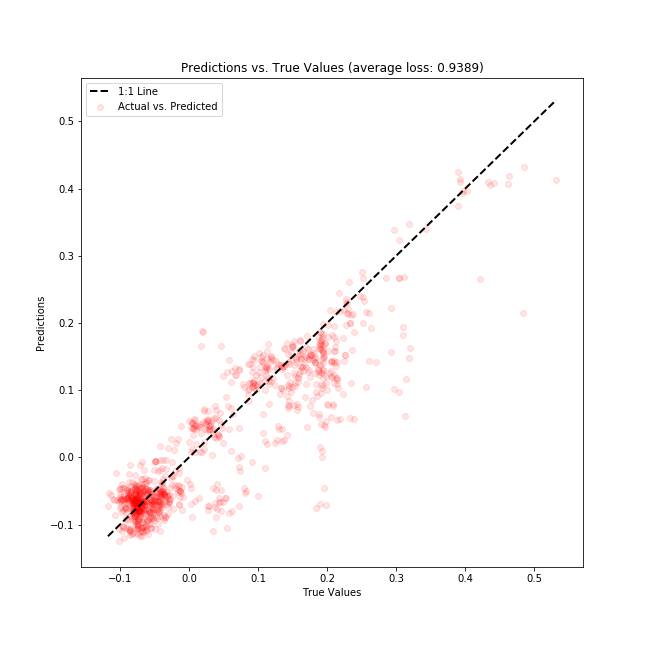 Predictions vs. True Values (average loss: 0.9389)
1:1 Line
Actual vs. Predicted
0.5
0.4
0.3
0.2
0.1
0.0
−0.1
Predictions
−0.1 0.0 0.1 0.2 0.3 0.4 0.5
True Values